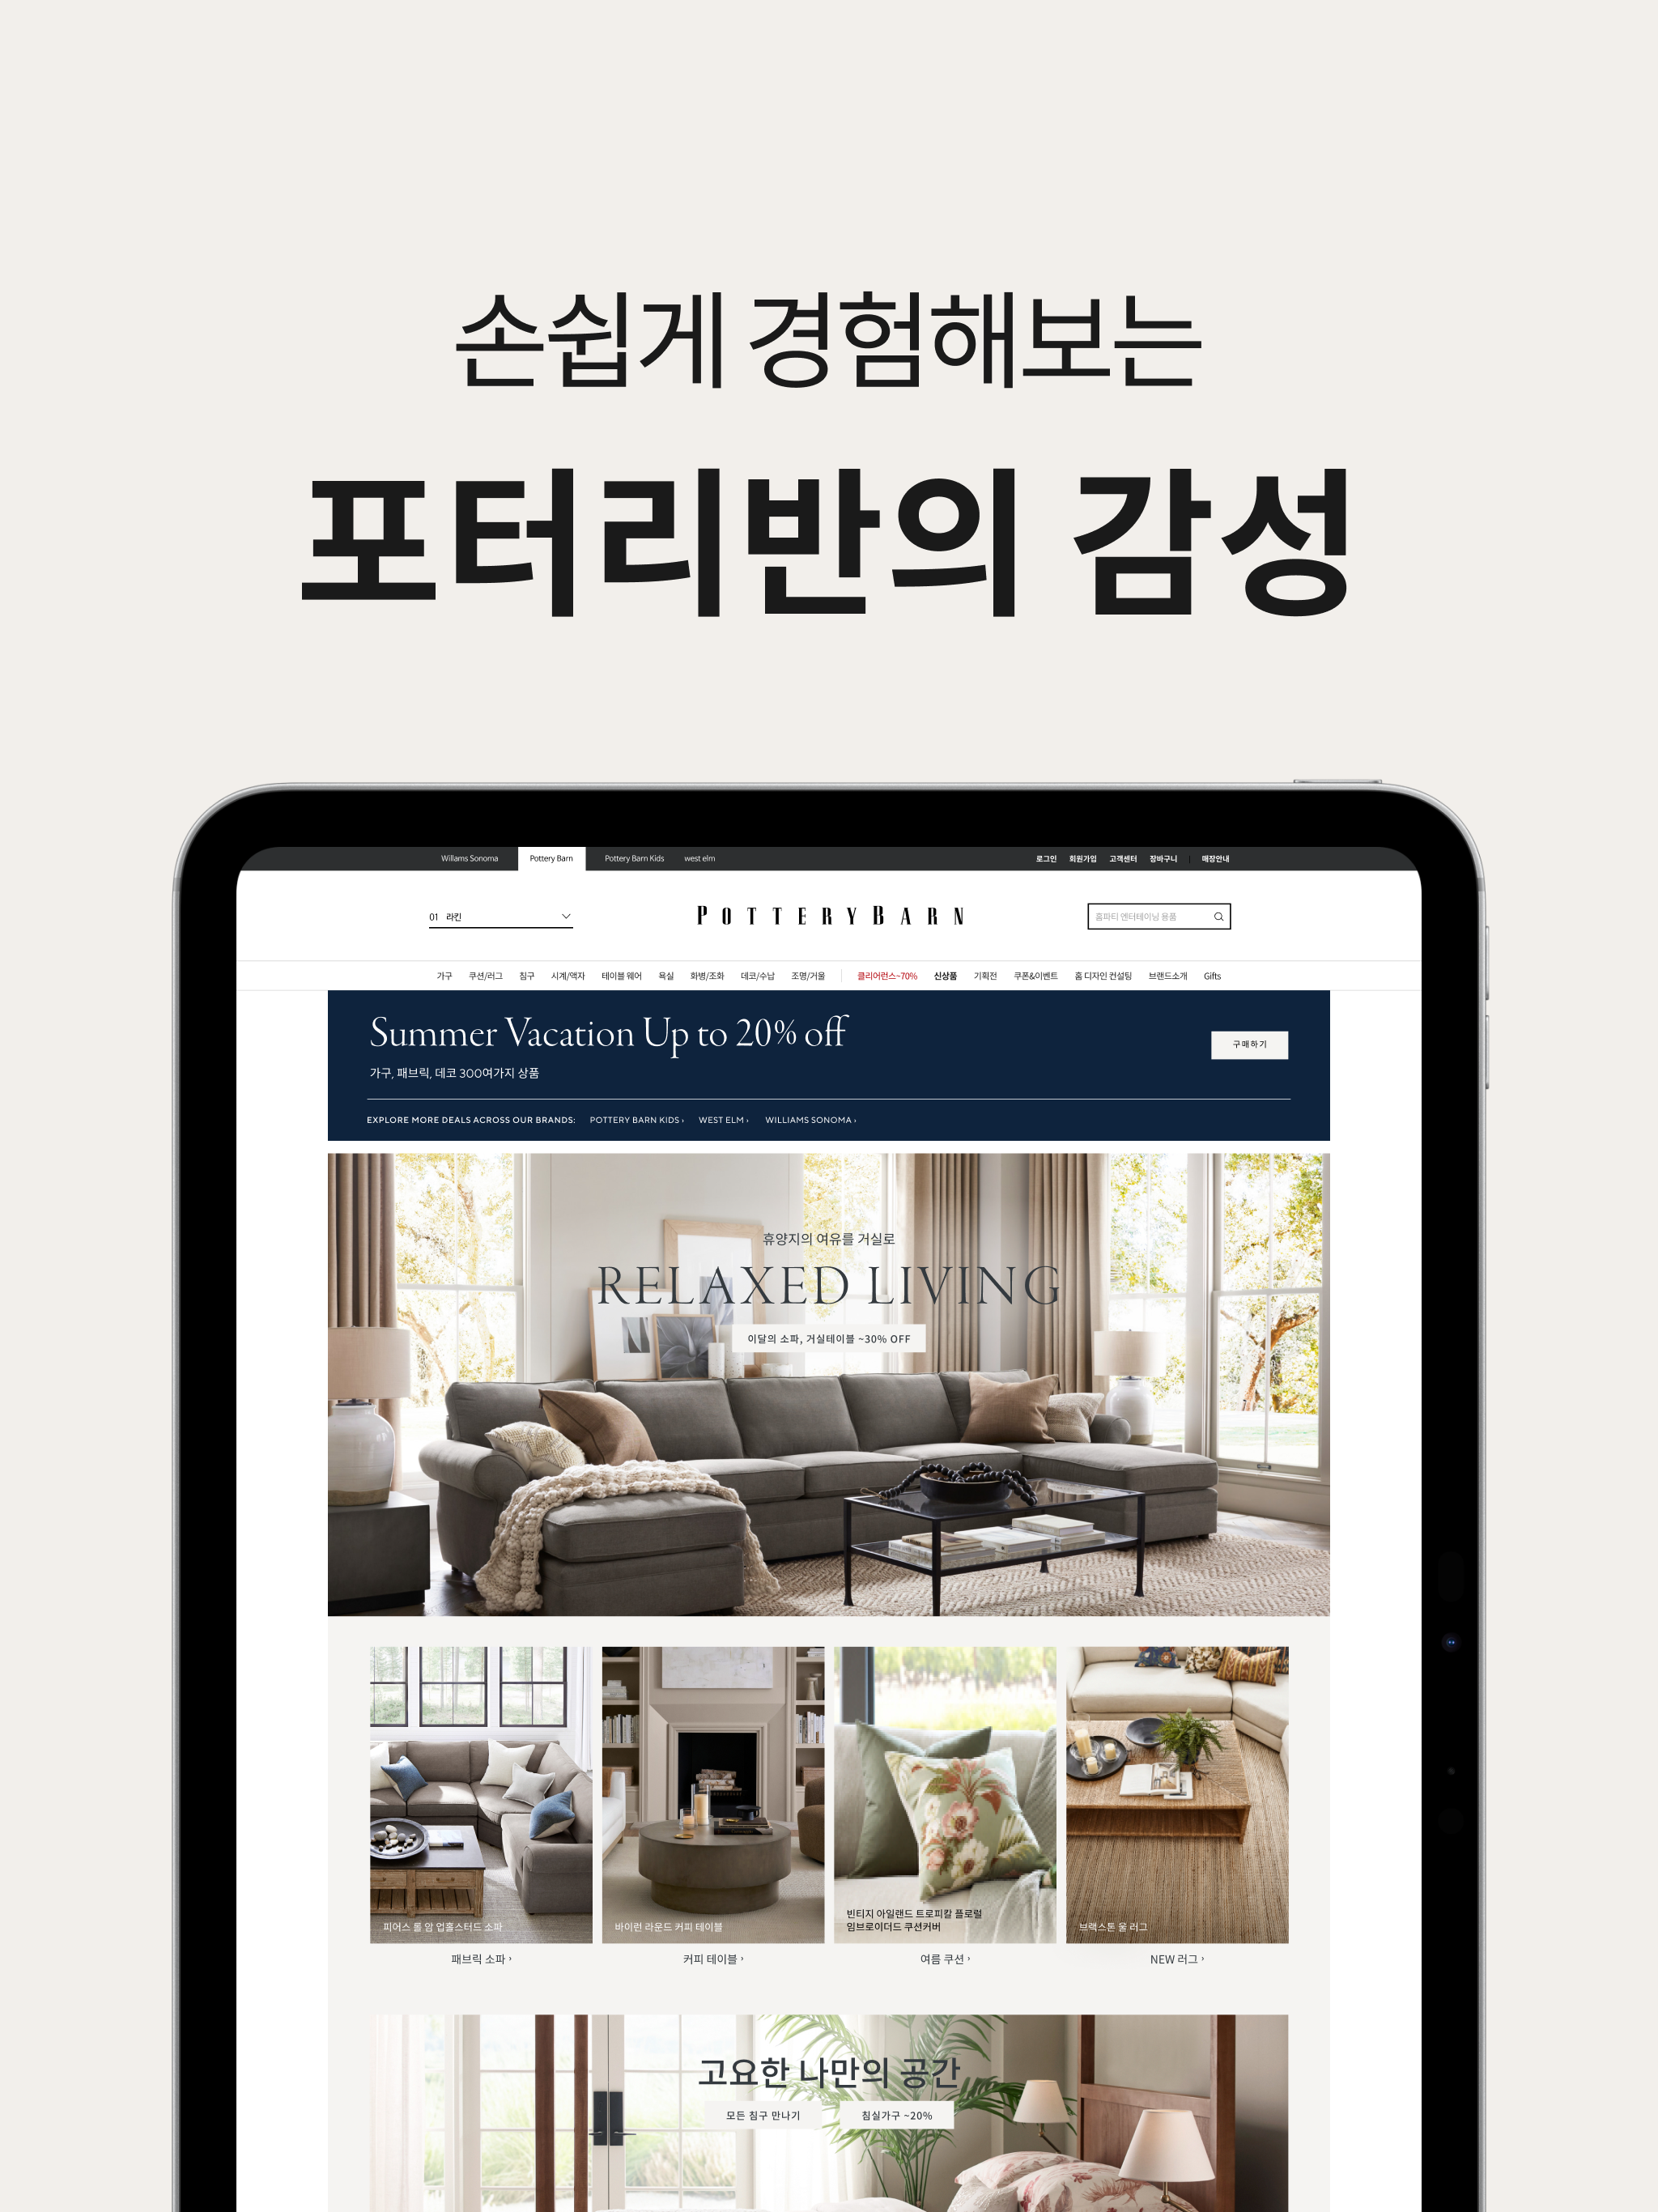 손쉽게 경험해보는
포터리반의 감성
Willams Sonoma Pottery Barn Pottery Barn Kids west elm 로그인 회원가입 고객센터 장바구니 | 매장안내
01 라킨 POTTERY BARN 홈파티 엔터테이닝 용품
가구 쿠션/러그 침구 시계/액자 테이블 웨어 욕실 화병/조화 데코/수납 조명/거울 클리어런스~70% 신상품 기획전 쿠폰&이벤트 홈 디자인 컨설팅 브랜드소개 Gifts
Summer Vacation Up to 20% off
구매하기
가구, 패브릭, 데코 300여가지 상품
EXPLORE MORE DEALS ACROSS OUR BRANDS: POTTERY BARN KIDS › WEST ELM › WILLIAMS SONOMA ›
휴양지의 여유를 거실로
RELAXED LIVING
이달의 소파, 거실테이블 ~30% OFF
피어스 롤 암 업홀스터드 소파
바이런 라운드 커피 테이블
빈티지 아일랜드 트로피칼 플로럴
임브로이더드 쿠션커버
브랙스톤 울 러그
패브릭 소파 › 커피 테이블 › 여름 쿠션 › NEW 러그 ›
고요한 나만의 공간
모든 침구 만나기 침실가구 ~20%